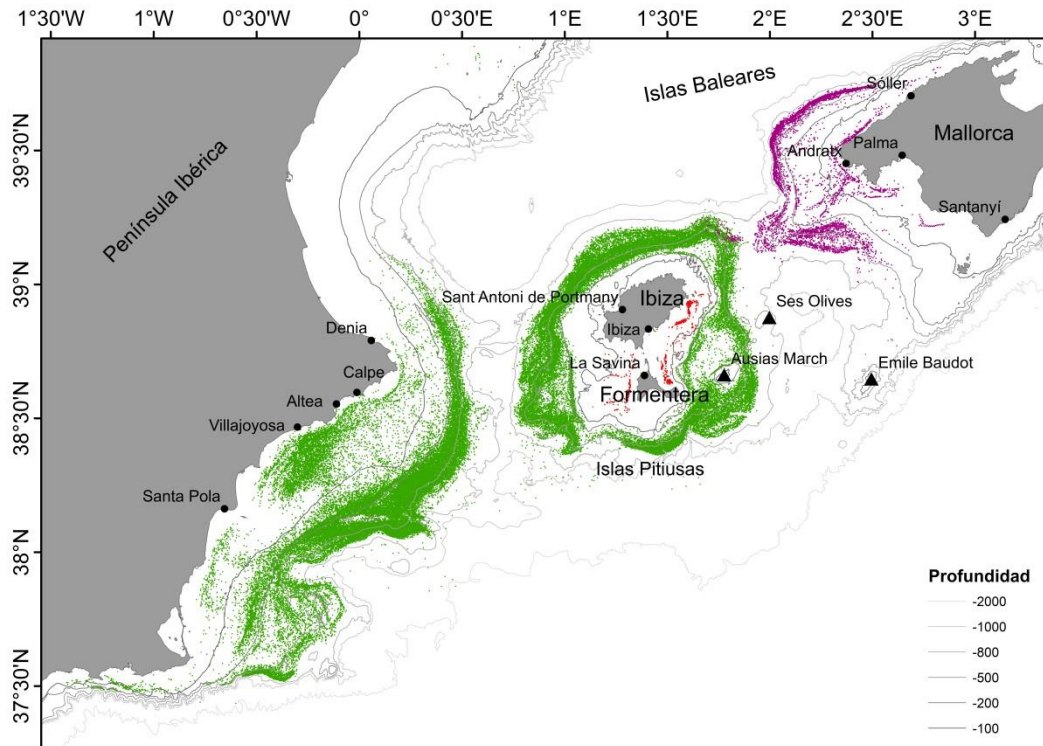 1°30'W
1°W
0°30'W
0°
0°30'E
1°E
1°30'E
2°E
2°30'E
3°E
39°30'N
39°N
38°30'N
38°N
37°30'N
Islas Baleares
Península Ibérica
Sóller
Mallorca
Palma
Andratx
Santanyí
Sant Antoni de Portmany
Ibiza
Ibiza
Ses Olives
La Savina
Ausias March
Emile Baudot
Formentera
Islas Pitiusas
Denia
Calpe
Altea
Villajoyosa
Santa Pola
Profundidad
-2000
-1000
-800
-500
-200
-100